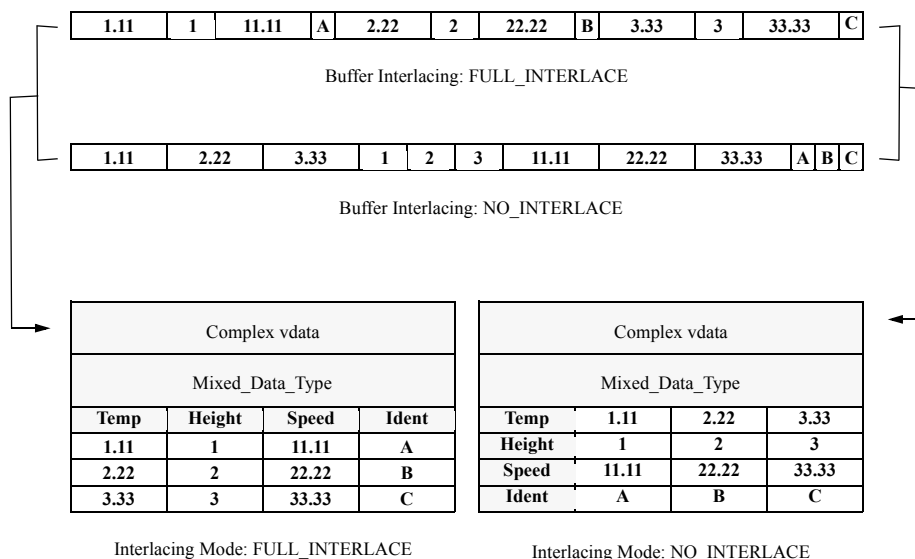 1.11 1 11.11 A 2.22 2 22.22 B 3.33 3 33.33 C
Buffer Interlacing: FULL_INTERLACE
1.11 2.22 3.33 1 2 3 11.11 22.22 33.33 A B C
Buffer Interlacing: NO_INTERLACE
Complex vdata
Mixed_Data_Type
Temp Height Speed Ident
1.11 1 11.11 A
2.22 2 22.22 B
3.33 3 33.33 C
Interlacing Mode: FULL_INTERLACE
Complex vdata
Mixed_Data_Type
Temp 1.11 2.22 3.33
Height 1 2 3
Speed 11.11 22.22 33.33
Ident A B C
Interlacing Mode: NO_INTERLACE